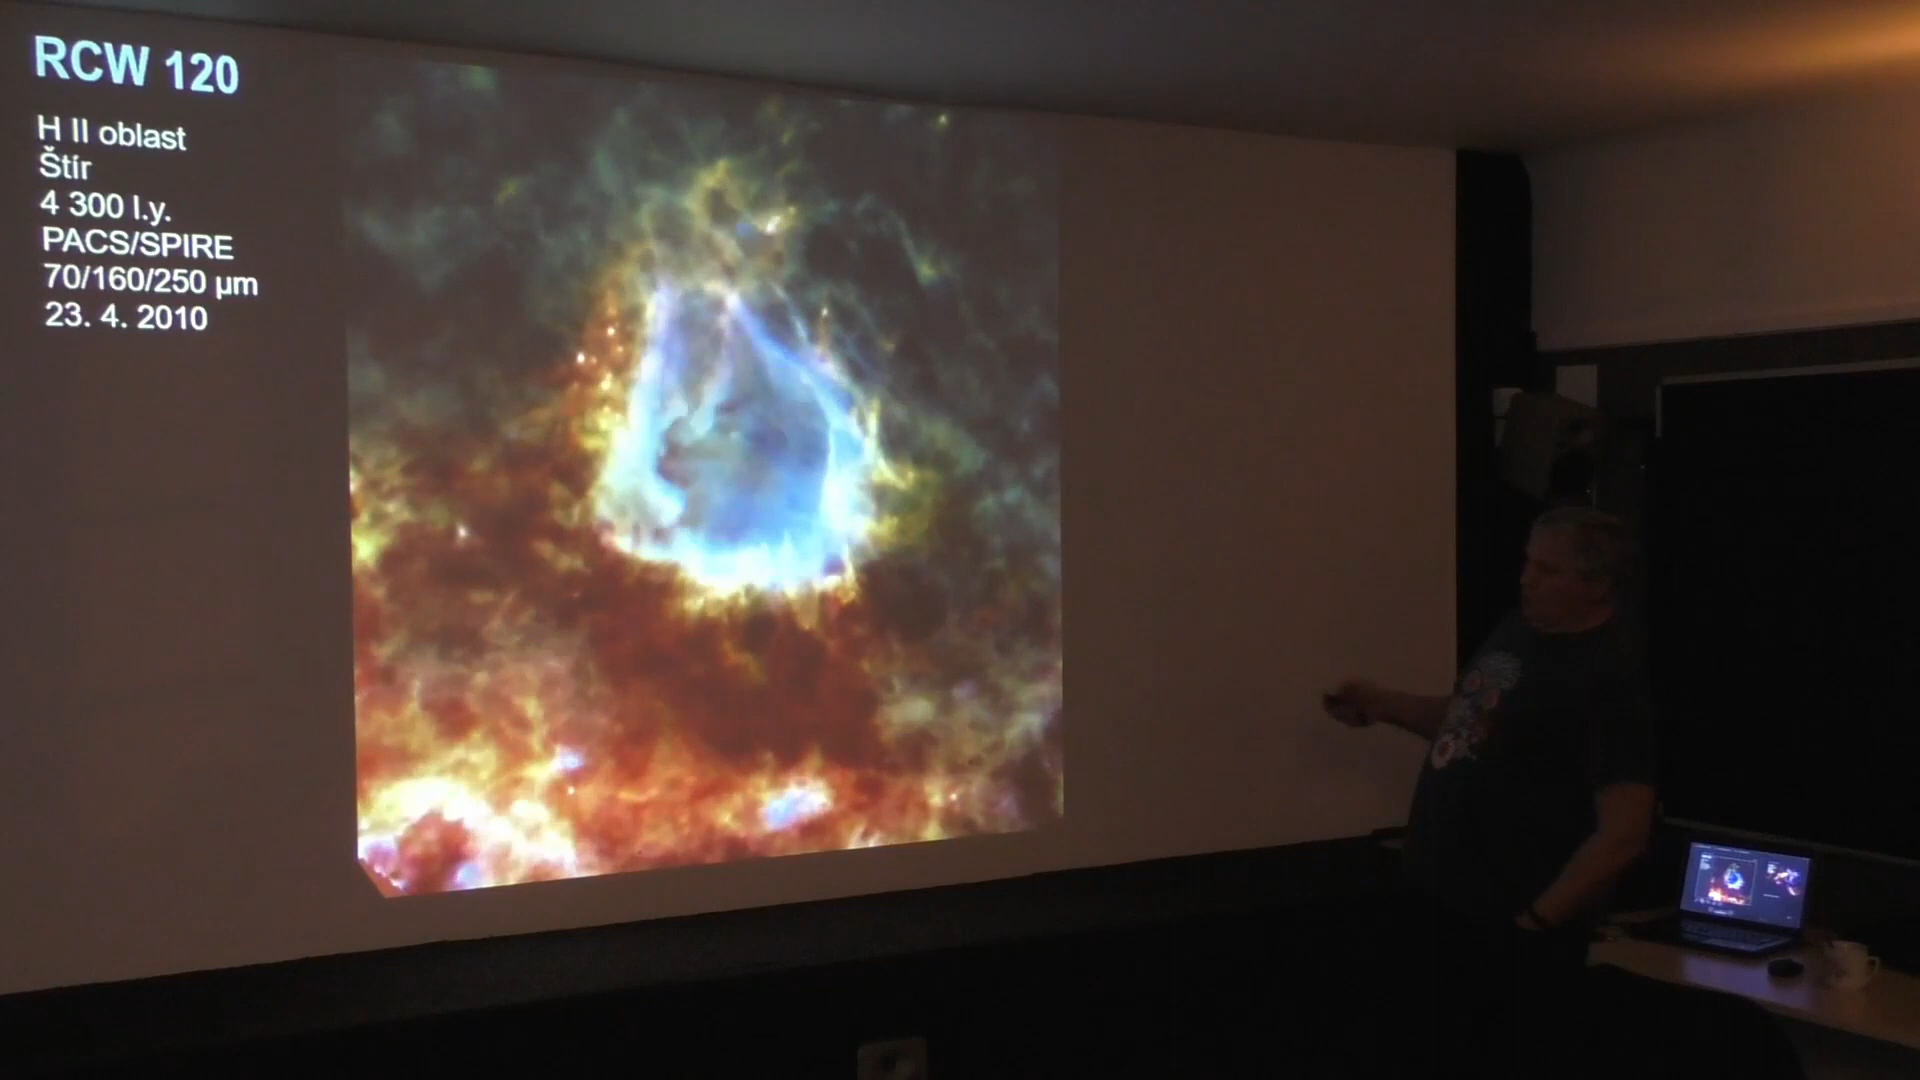 RCW 120
H II oblast
Štír
4 300 l.y.
PACS/SPIRE
70/160/250 µm
23. 4. 2010